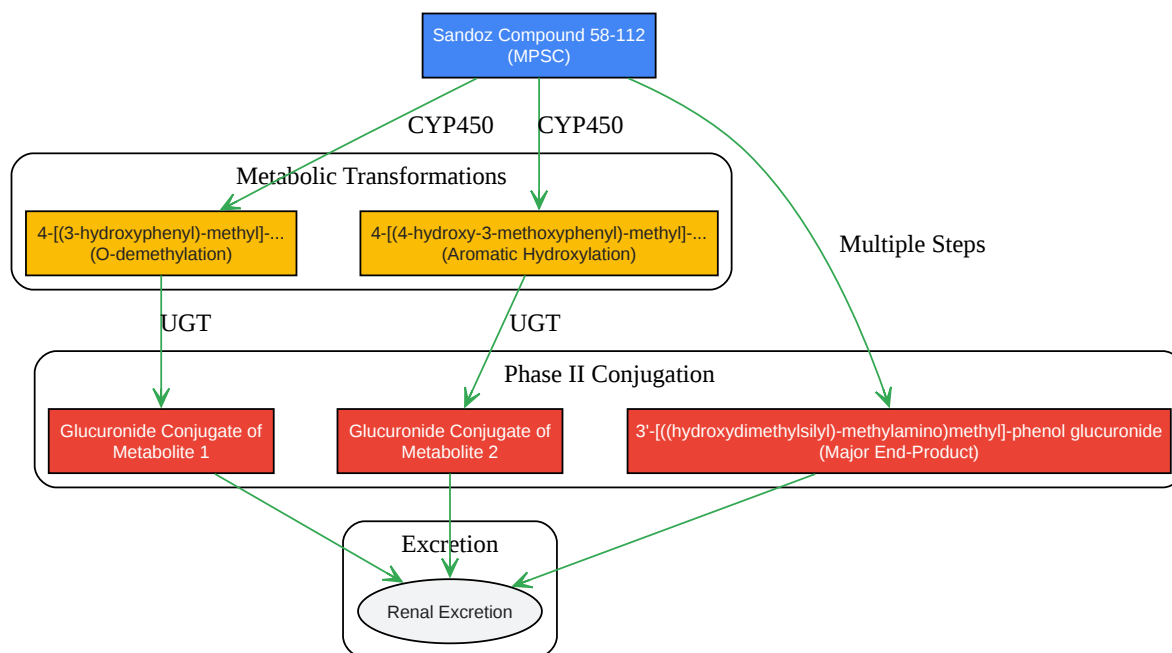 Sandoz Compound 58-112
(MPSC)
CYP450
CYP450
Metabolic Transformations
4-[(3-hydroxyphenyl)-methyl]-...
(O-demethylation)
4-[(4-hydroxy-3-methoxyphenyl)-methyl]-...
(Aromatic Hydroxylation)
Multiple Steps
UGT
UGT
Phase II Conjugation
Glucuronide Conjugate of
Metabolite 1
Glucuronide Conjugate of
Metabolite 2
3'-[((hydroxydimethylsilyl)-methylamino)methyl]-phenol glucuronide
(Major End-Product)
Excretion
Renal Excretion